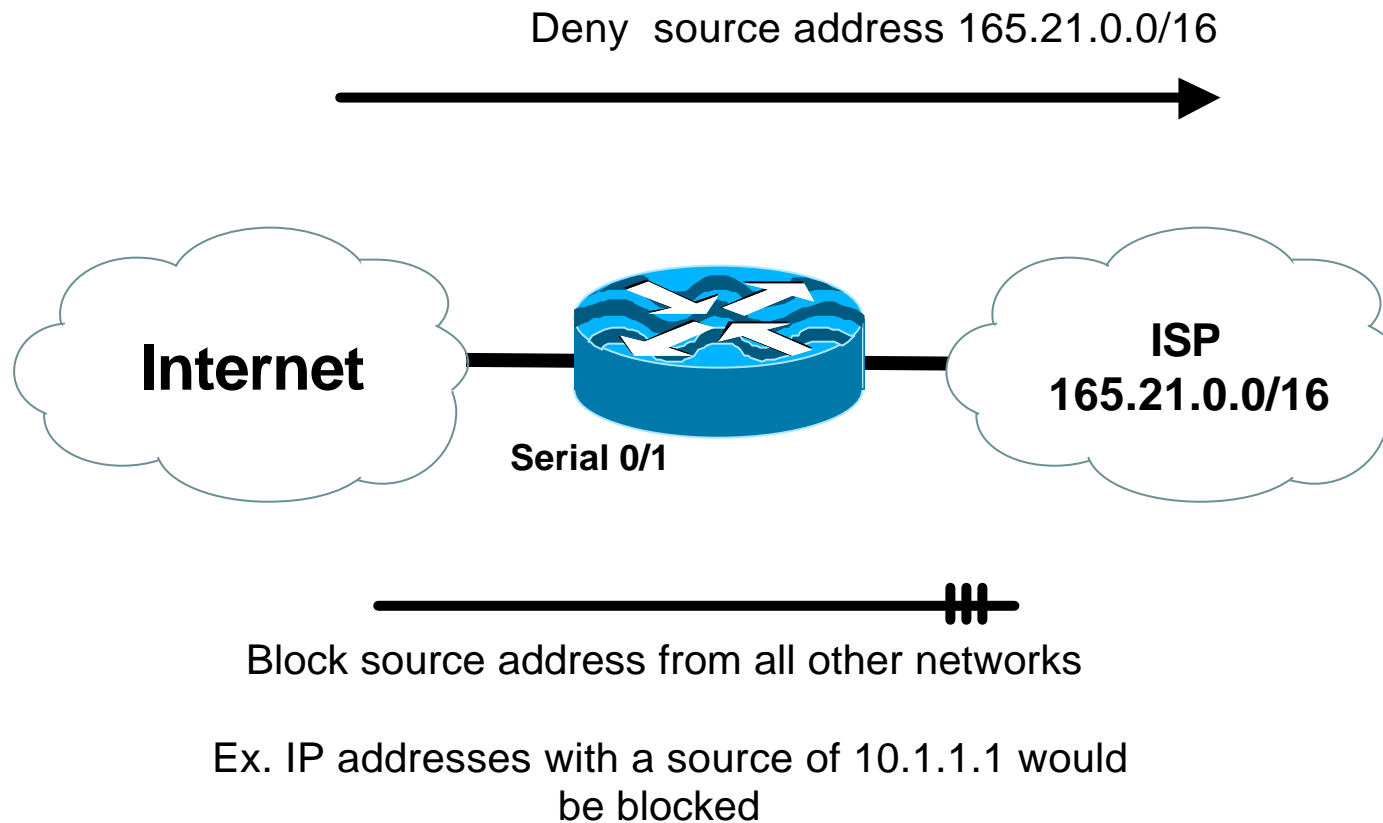 Deny source address 165.21.0.0/16
Internet
ISP
165.21.0.0/16
Serial 0/1
Block source address from all other networks
Ex. IP addresses with a source of 10.1.1.1 would
be blocked